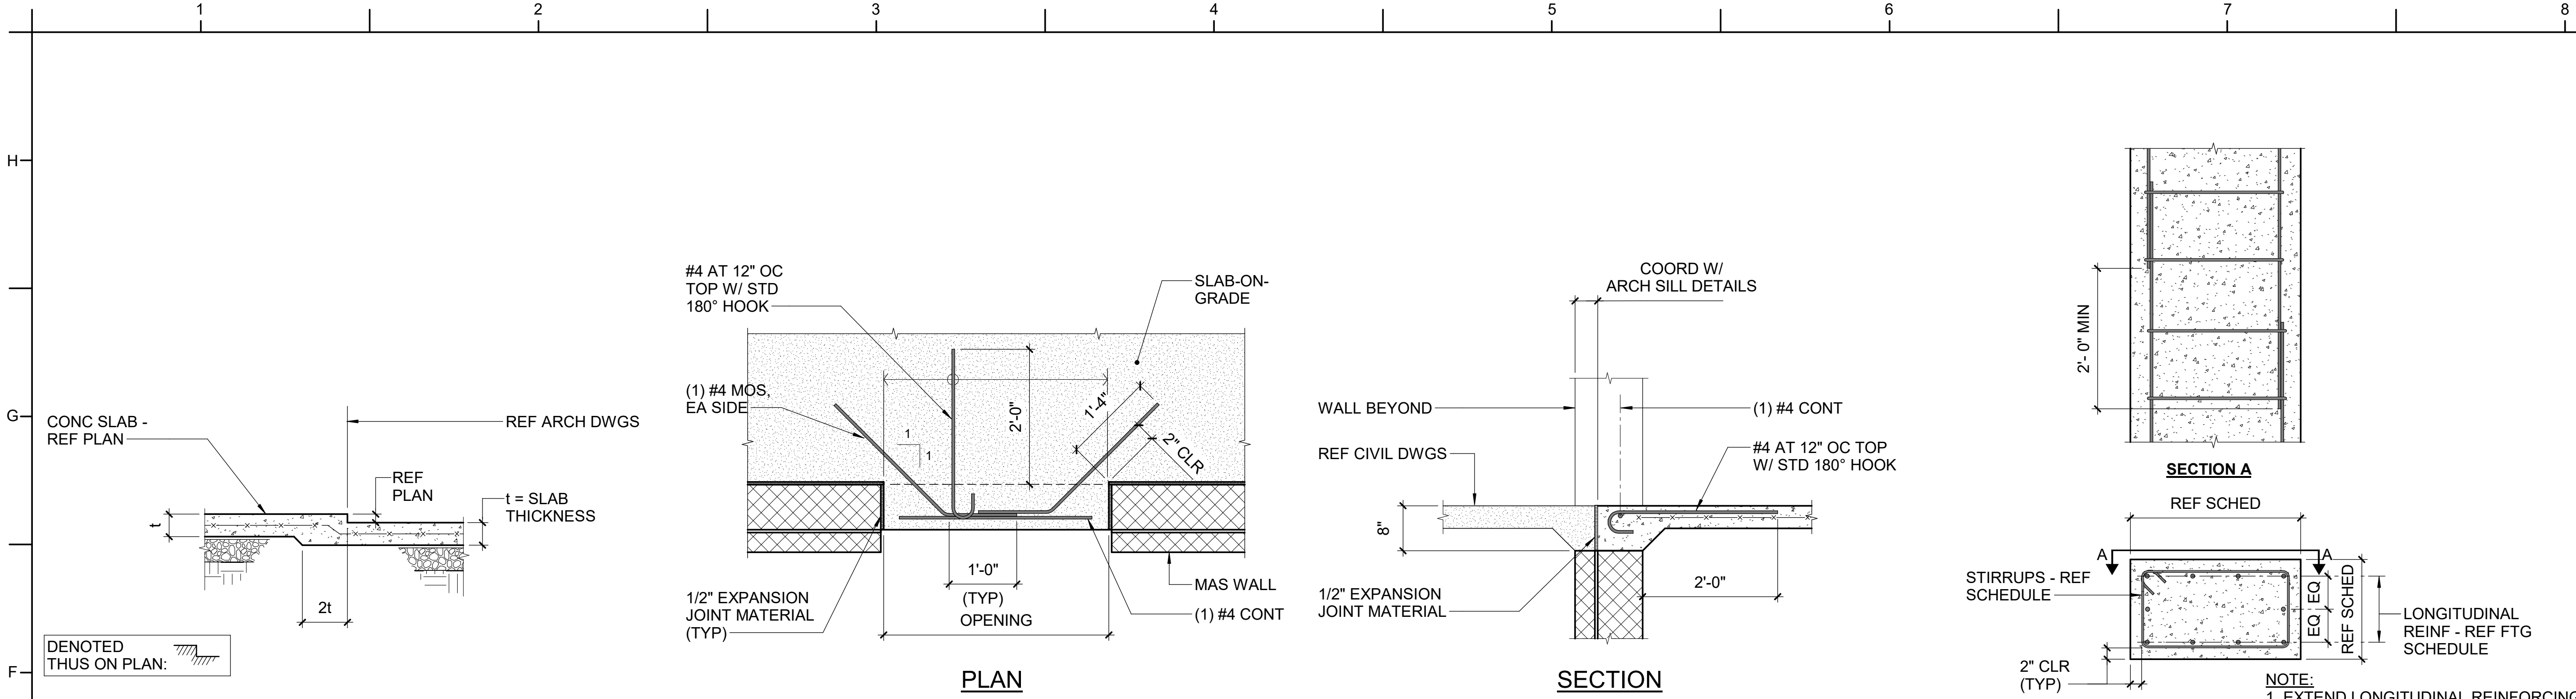 1
2
3
4
5
6
7
8
H
G
F
CONC SLAB -
REF PLAN
REF ARCH DWGS
REF
PLAN
t = SLAB
THICKNESS
t
2t
DENOTED
THUS ON PLAN:
#4 AT 12" OC
TOP W/ STD
180° HOOK
SLAB-ON-
GRADE
(1) #4 MOS,
EA SIDE
1
1
2'-0"
1'-4"
2" CLR
1'-0"
(TYP)
OPENING
1/2" EXPANSION
JOINT MATERIAL
(TYP)
MAS WALL
(1) #4 CONT
PLAN
COORD W/
ARCH SILL DETAILS
WALL BEYOND
(1) #4 CONT
REF CIVIL DWGS
#4 AT 12" OC TOP
W/ STD 180° HOOK
8"
1/2" EXPANSION
JOINT MATERIAL
2'-0"
SECTION
2'- 0" MIN
SECTION A
REF SCHED
A
A
STIRRUPS - REF
SCHEDULE
EQ
EQ
REF SCHED
LONGITUDINAL
REINF - REF FTG
SCHEDULE
2" CLR
(TYP)
NOTE:
1. EXTEND LONGITUDINAL REINFORCING